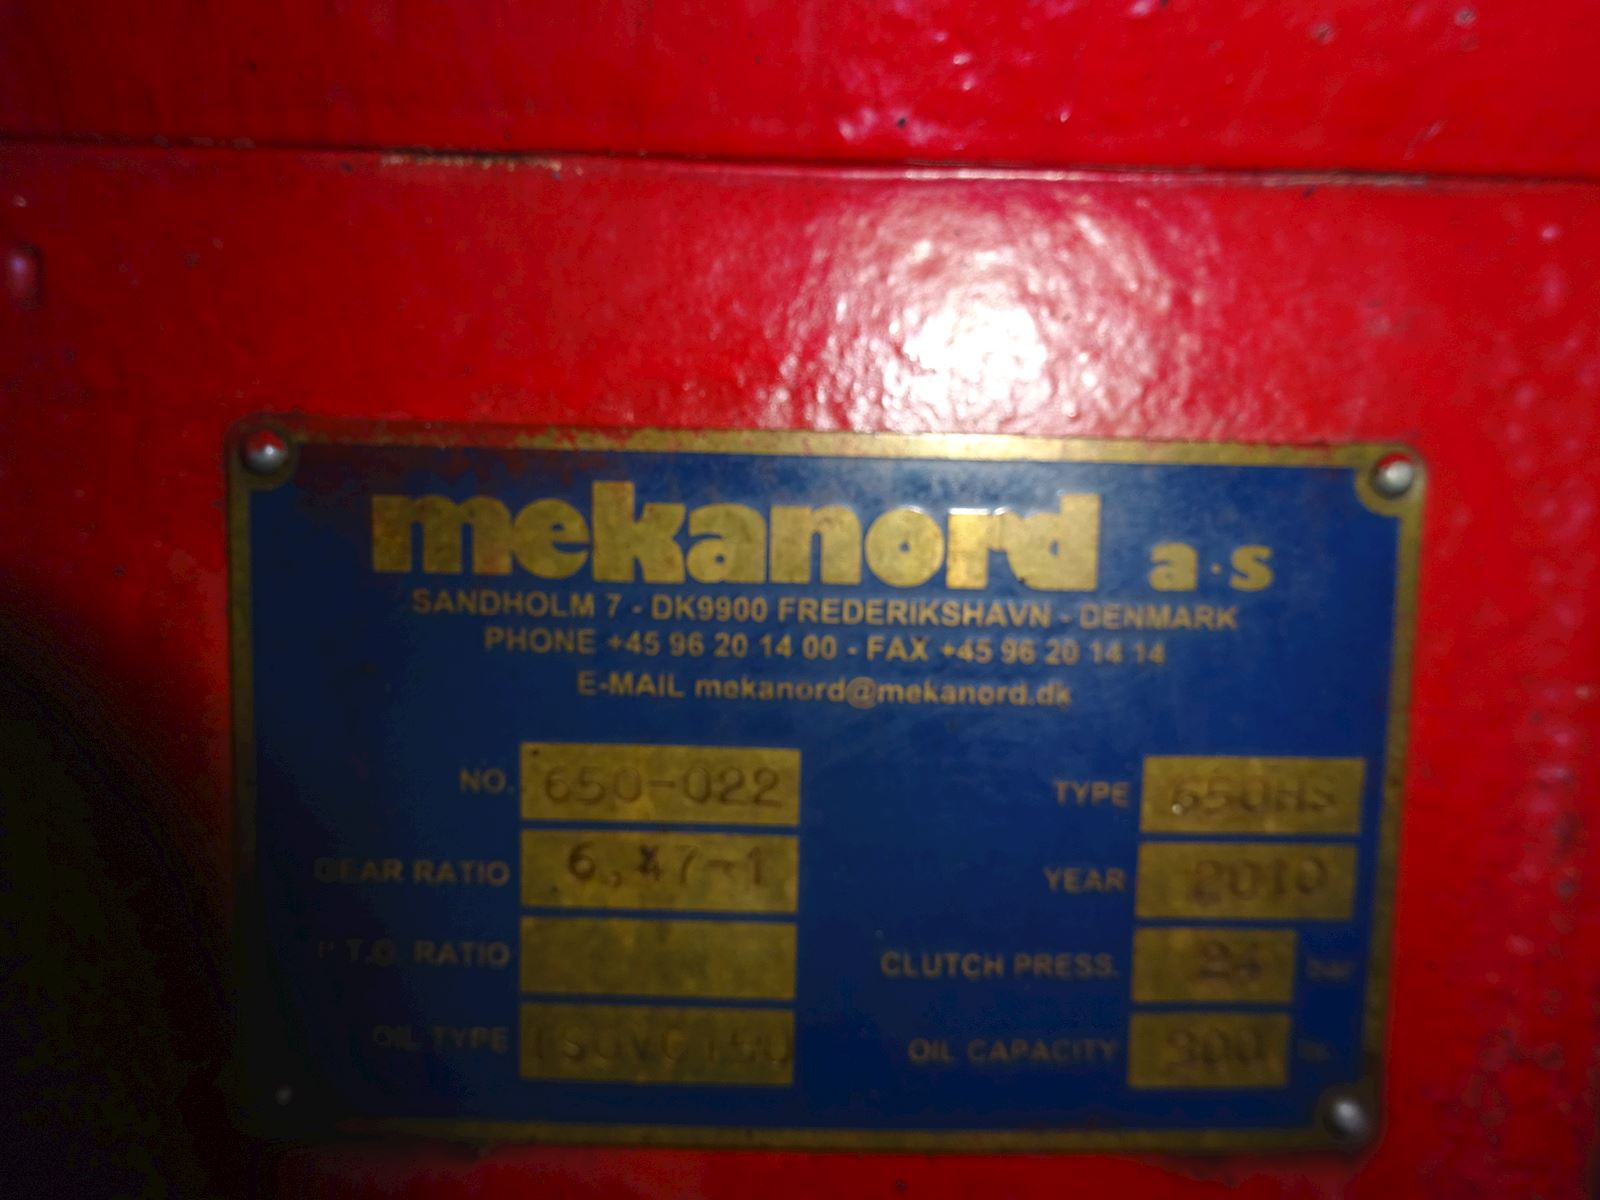 mekanord a·s
SANDHOLM 7 - DK9900 FREDERIKSHAVN - DENMARK
PHONE +45 96 20 14 00 - FAX +45 96 20 14 14
E-MAIL mekanord@mekanord.dk
NO. 650-022 TYPE 650HS
GEAR RATIO YEAR 2010
P.T.O. RATIO CLUTCH PRESS. 24 bar
OIL TYPE OIL CAPACITY